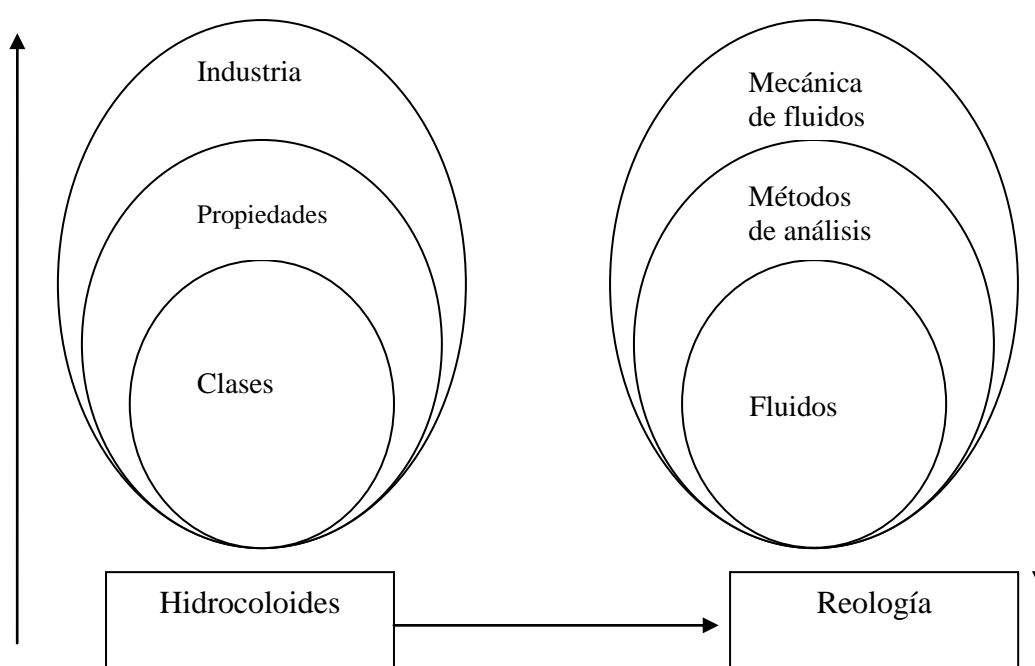 Industria
Propiedades
Clases
Hidrocoloides
Mecánica
de fluidos
Métodos
de análisis
Fluidos
Reología